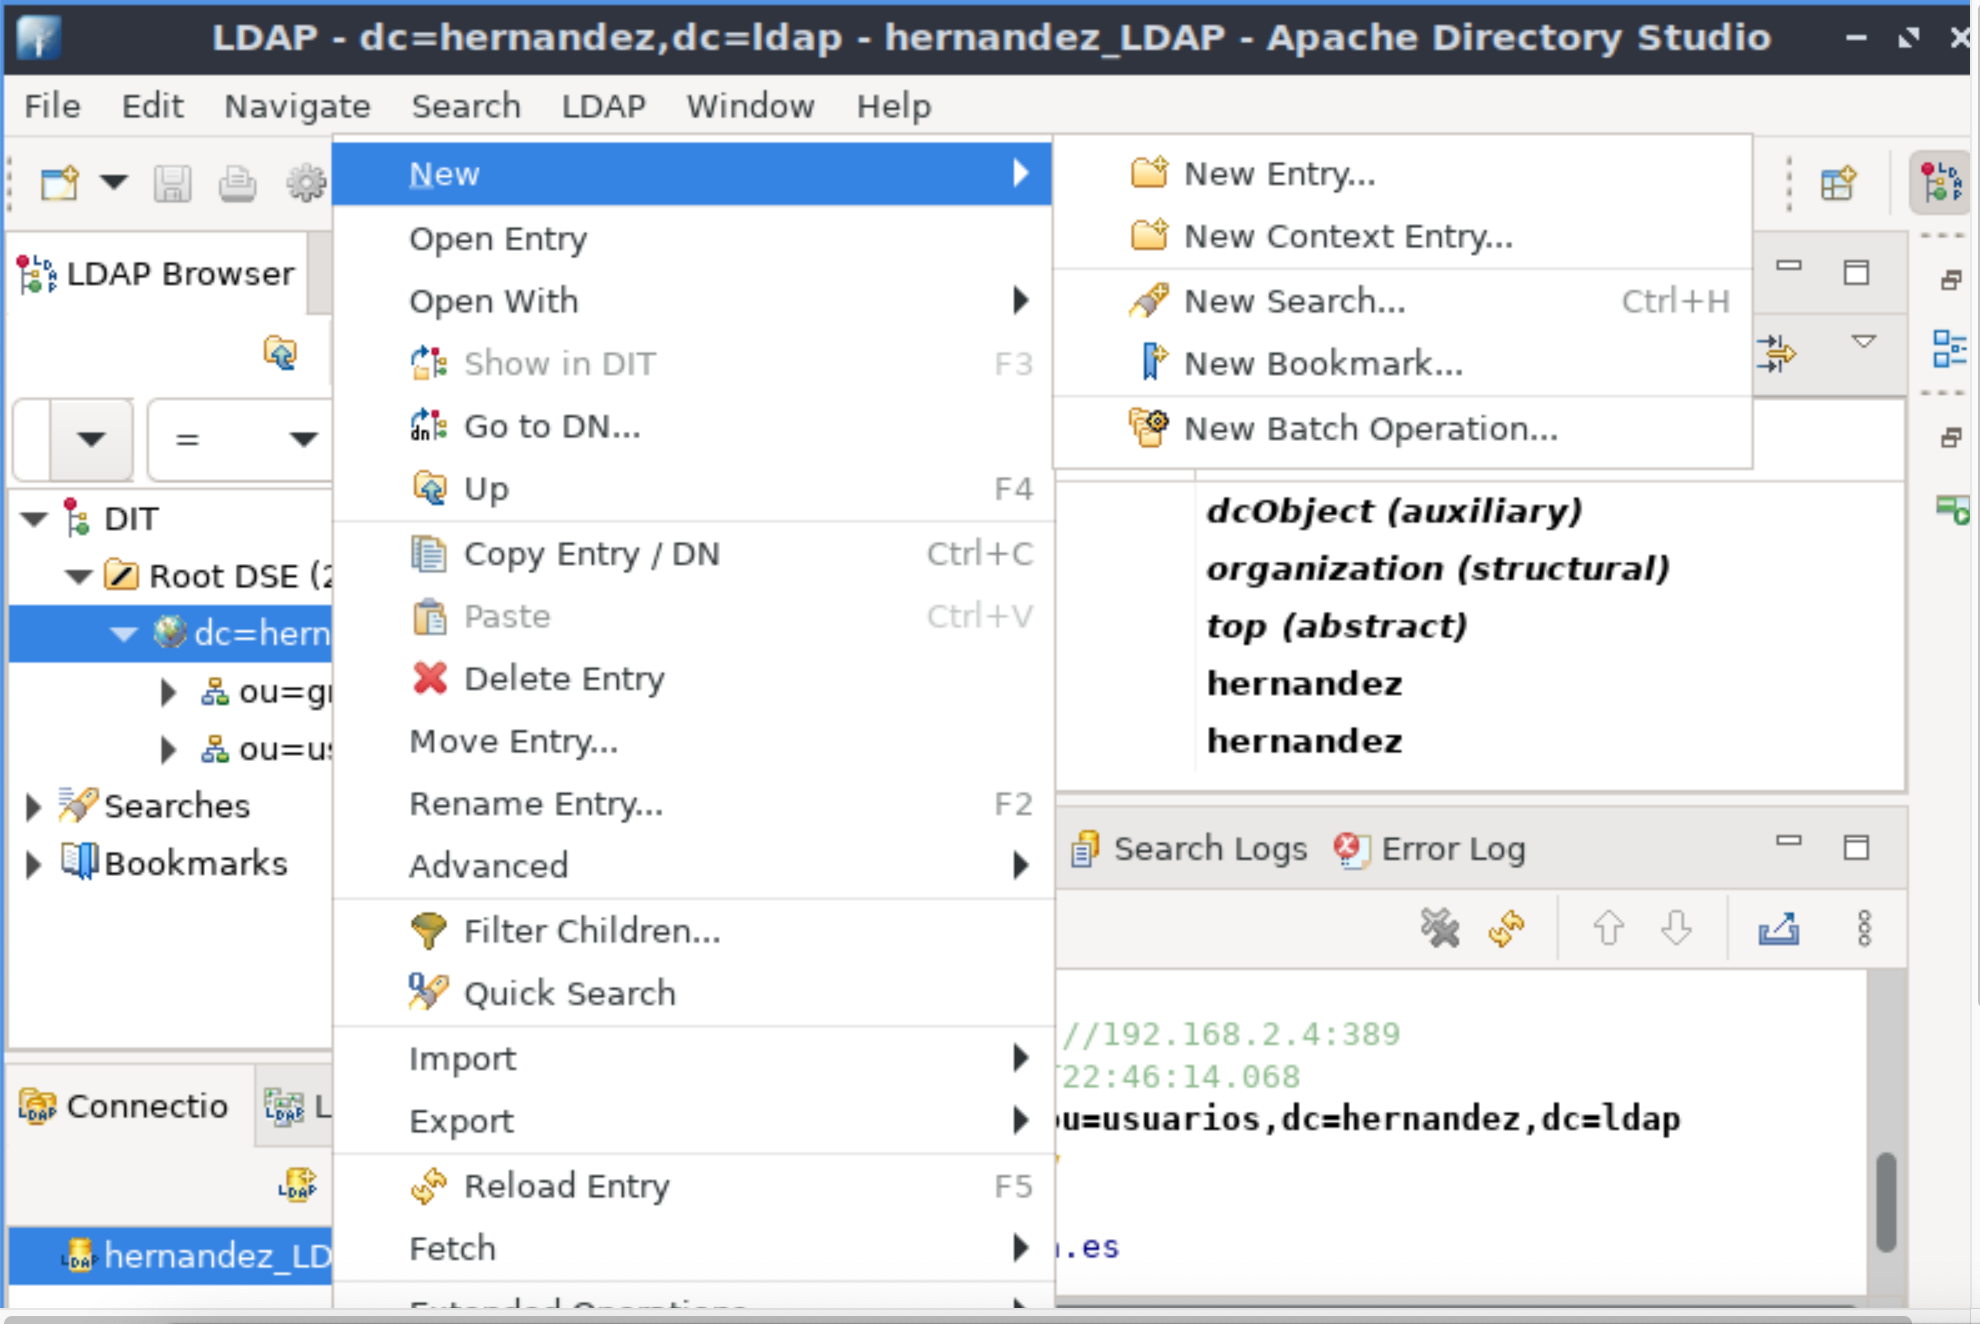 LDAP - dc=hernandez,dc=ldap - hernandez_LDAP - Apache Directory Studio
File Edit Navigate Search LDAP Window Help
LDAP Browser
=
DIT
Root DSE (2
dc=hern
ou=gr
ou=us
Searches
Bookmarks
Connectio L
hernandez_LD
New
Open Entry
Open With
Show in DIT F3
Go to DN...
Up F4
Copy Entry / DN Ctrl+C
Paste Ctrl+V
Delete Entry
Move Entry...
Rename Entry... F2
Advanced
Filter Children...
Quick Search
Import
Export
Reload Entry F5
Fetch
Extended Operations
New Entry...
New Context Entry...
New Search... Ctrl+H
New Bookmark...
New Batch Operation...
dcObject (auxiliary)
organization (structural)
top (abstract)
hernandez
hernandez
Search Logs Error Log
//192.168.2.4:389
22:46:14.068
ou=usuarios,dc=hernandez,dc=ldap
.es